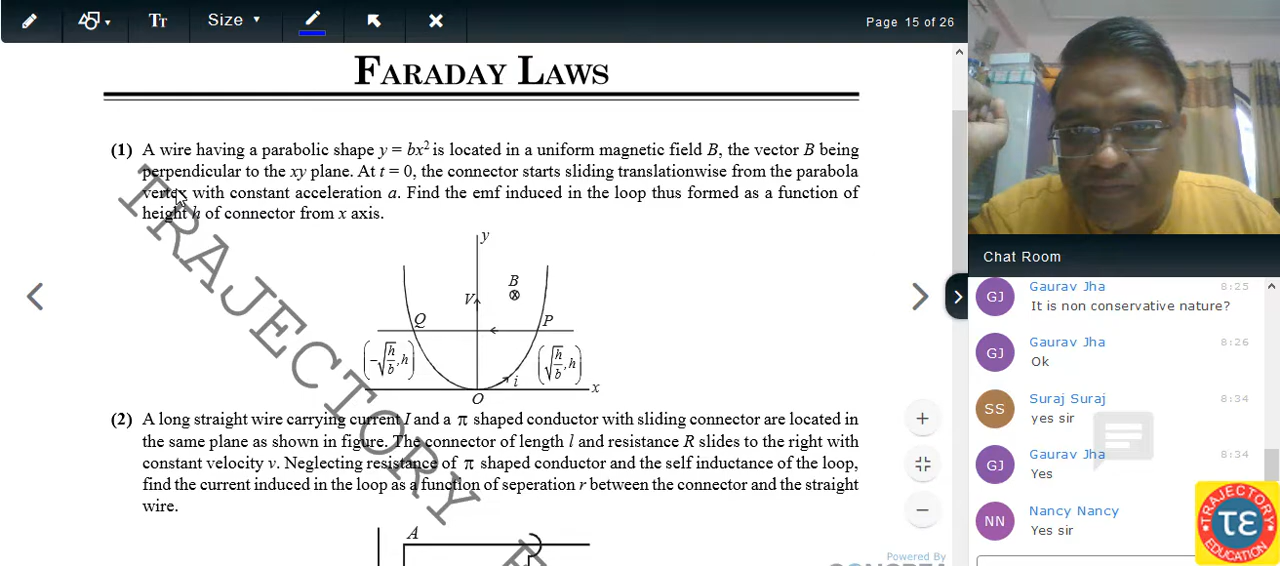 Tt
Size
Page 15 of 26
FARADAY LAWS
(1) A wire having a parabolic shape y = bx² is located in a uniform magnetic field B, the vector B being
perpendicular to the xy plane. At t = 0, the connector starts sliding translationwise from the parabola
vertex with constant acceleration a. Find the emf induced in the loop thus formed as a function of
height h of connector from x axis.
y
B
V
Q
P
(-√h/b, h)
(√h/b, h)
i
x
O
(2) A long straight wire carrying current I and a π shaped conductor with sliding connector are located in
the same plane as shown in figure. The connector of length l and resistance R slides to the right with
constant velocity v. Neglecting resistance of π shaped conductor and the self inductance of the loop,
find the current induced in the loop as a function of seperation r between the connector and the straight
wire.
A
TRAJECTORY
Powered By
Chat Room
GJ
Gaurav Jha
8:25
It is non conservative nature?
GJ
Gaurav Jha
8:26
Ok
SS
Suraj Suraj
8:34
yes sir
GJ
Gaurav Jha
8:34
Yes
NN
Nancy Nancy
Yes sir
TRAJECTORY
TE
EDUCATION